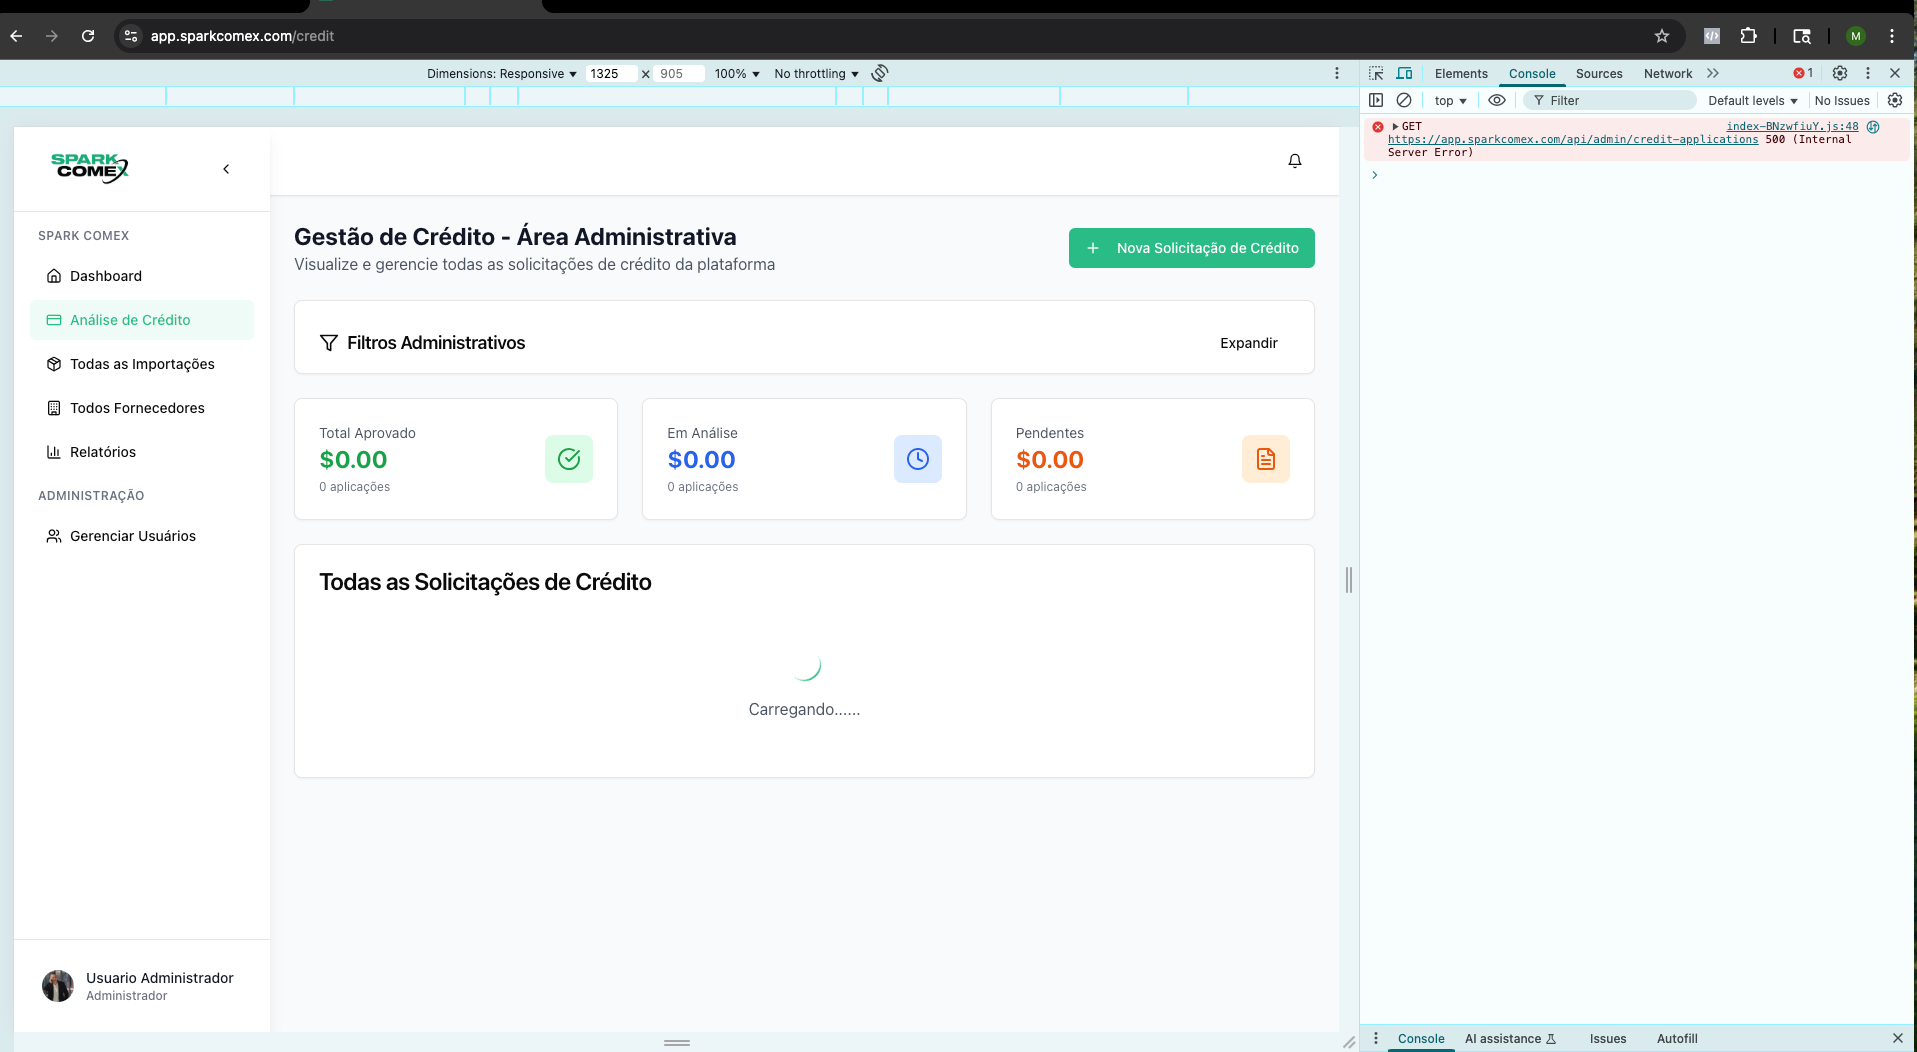 app.sparkcomex.com/credit
M
Dimensions: Responsive 1325 x 905 100% No throttling
Elements Console Sources Network 1
top Filter Default levels No Issues
GET index-BNzwfiuY.js:48
https://app.sparkcomex.com/api/admin/credit-applications 500 (Internal
Server Error)
SPARK
COMEX
SPARK COMEX
Dashboard
Análise de Crédito
Todas as Importações
Todos Fornecedores
Relatórios
ADMINISTRAÇÃO
Gerenciar Usuários
Usuario Administrador
Administrador
Gestão de Crédito - Área Administrativa
Visualize e gerencie todas as solicitações de crédito da plataforma
+ Nova Solicitação de Crédito
Filtros Administrativos
Expandir
Total Aprovado
$0.00
0 aplicações
Em Análise
$0.00
0 aplicações
Pendentes
$0.00
0 aplicações
Todas as Solicitações de Crédito
Carregando......
Console AI assistance Issues Autofill